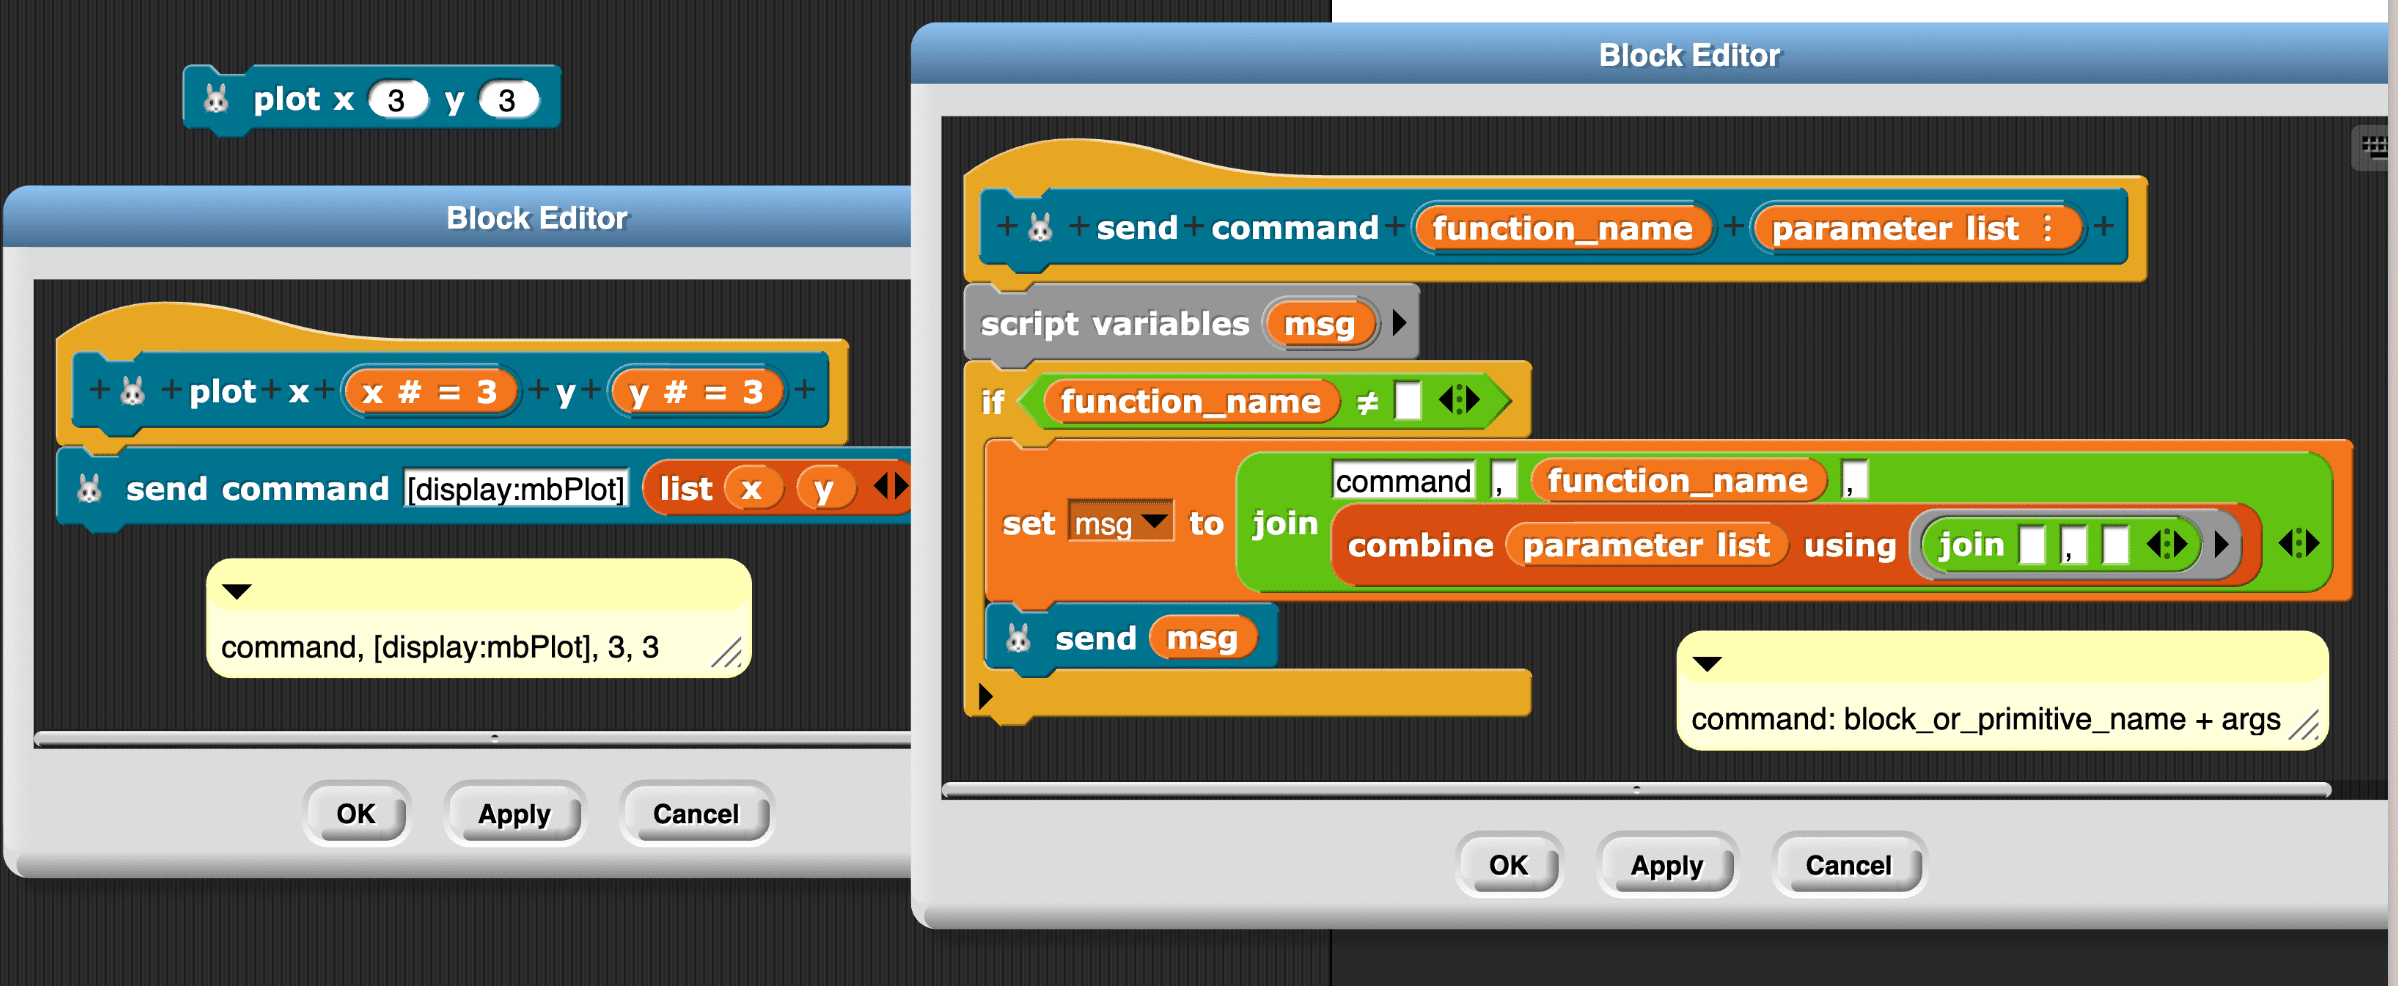 plot x 3 y 3
Block Editor
+ + plot + x + x # = 3 + y + y # = 3 +
send command [display:mbPlot] list x y
command, [display:mbPlot], 3, 3
OK Apply Cancel
Block Editor
+ + send + command + function_name + parameter list ⋮ +
script variables msg
if function_name ≠
set msg to join command , function_name ,
combine parameter list using join ,
send msg
command: block_or_primitive_name + args
OK Apply Cancel